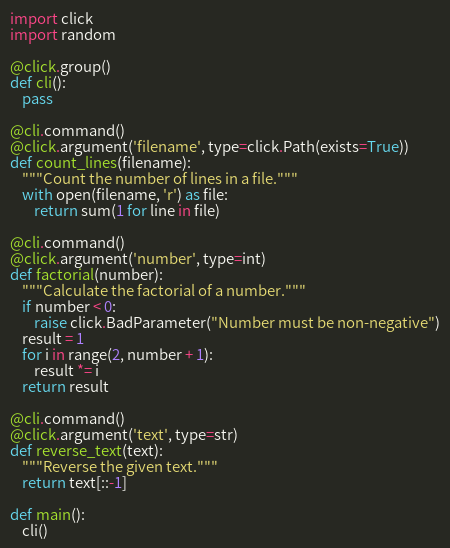 import click
import random

@click.group()
def cli():
    pass

@cli.command()
@click.argument('filename', type=click.Path(exists=True))
def count_lines(filename):
    """Count the number of lines in a file."""
    with open(filename, 'r') as file:
        return sum(1 for line in file)

@cli.command()
@click.argument('number', type=int)
def factorial(number):
    """Calculate the factorial of a number."""
    if number < 0:
        raise click.BadParameter("Number must be non-negative")
    result = 1
    for i in range(2, number + 1):
        result *= i
    return result

@cli.command()
@click.argument('text', type=str)
def reverse_text(text):
    """Reverse the given text."""
    return text[::-1]

def main():
    cli()